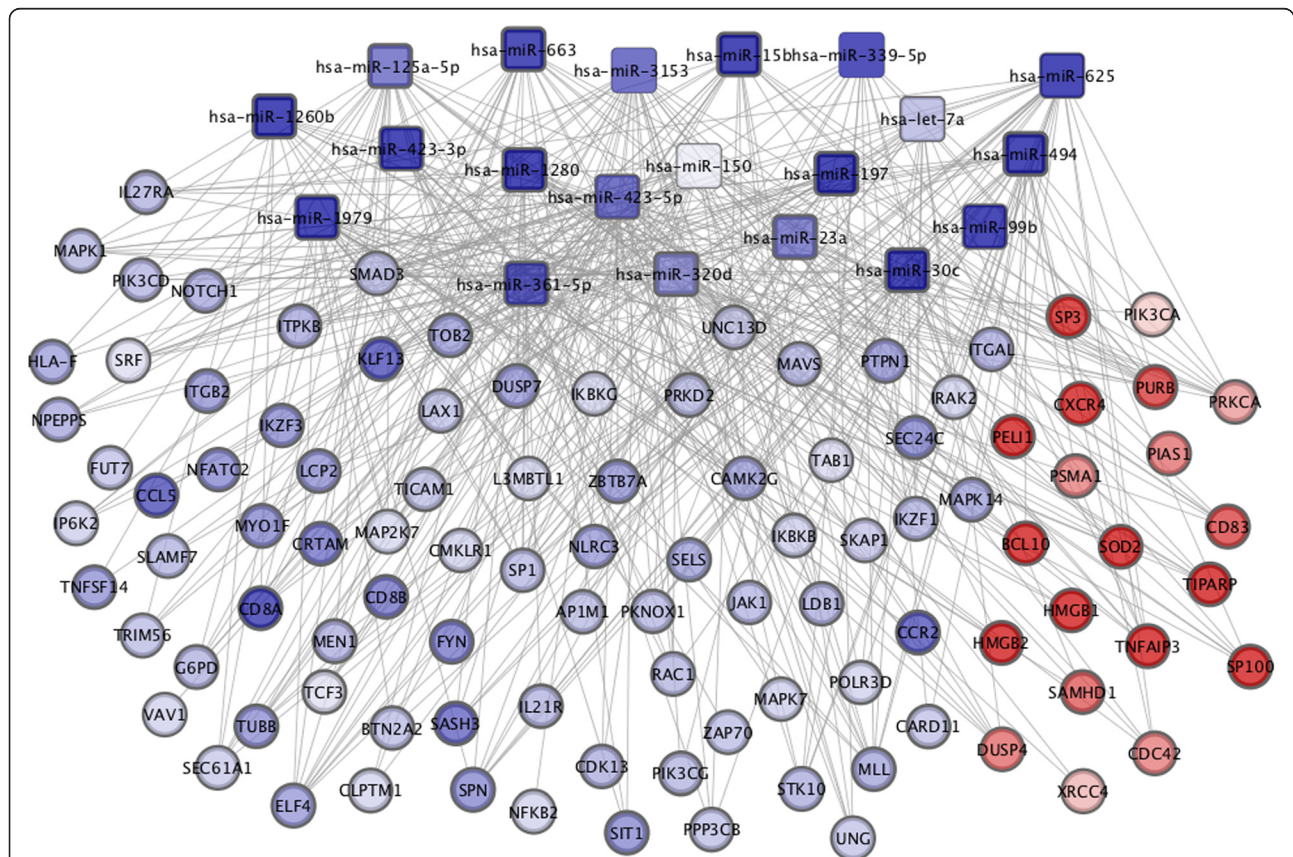 hsa-miR-663
hsa-miR-15b
hsa-miR-339-5p
hsa-miR-125a-5p
hsa-miR-3153
hsa-miR-625
hsa-miR-1260b
hsa-let-7a
hsa-miR-423-3p
hsa-miR-494
hsa-miR-1280
hsa-miR-150
hsa-miR-197
IL27RA
hsa-miR-423-5p
hsa-miR-1979
hsa-miR-99b
hsa-miR-23a
MAPK1
PIK3CD
NOTCH1
SMAD3
hsa-miR-361-5p
hsa-miR-320d
hsa-miR-30c
ITPKB
TOB2
UNC13D
SP3
PIK3CA
HLA-F
SRF
KLF13
MAVS
PTPN1
ITGAL
ITGB2
DUSP7
IKBKG
PRKD2
IRAK2
PURB
NPEPPS
IKZF3
LAX1
CXCR4
PRKCA
SEC24C
PELI1
FUT7
NFATC2
LCP2
TAB1
PIAS1
CCL5
TICAM1
L3MBTL1
ZBTB7A
CAMK2G
MAPK14
PSMA1
IP6K2
MYO1F
MAP2K7
IKZF1
CD83
SLAMF7
CRTAM
CMKLR1
NLRC3
IKBKB
SKAP1
BCL10
SOD2
TNFSF14
SP1
SELS
TIPARP
CD8A
CD8B
AP1M1
PKNOX1
JAK1
LDB1
HMGB1
TRIM56
MEN1
FYN
CCR2
HMGB2
TNFAIP3
G6PD
RAC1
SP100
TCF3
POLR3D
SAMHD1
VAV1
TUBB
BTN2A2
SASH3
IL21R
MAPK7
ZAP70
CARD11
SEC61A1
DUSP4
CDC42
CDK13
PIK3CG
MLL
ELF4
CLPTM1
SPN
STK10
XRCC4
NFKB2
SIT1
PPP3CB
UNG